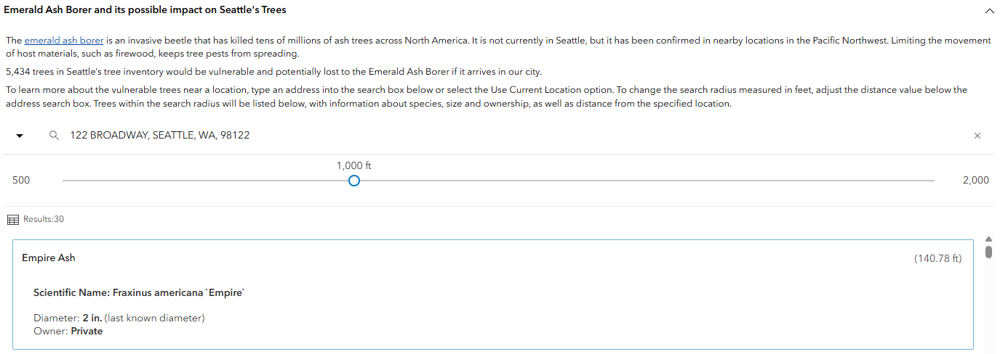 Emerald Ash Borer and its possible impact on Seattle's Trees
The emerald ash borer is an invasive beetle that has killed tens of millions of ash trees across North America. It is not currently in Seattle, but it has been confirmed in nearby locations in the Pacific Northwest. Limiting the movement
of host materials, such as firewood, keeps tree pests from spreading.
5,434 trees in Seattle's tree inventory would be vulnerable and potentially lost to the Emerald Ash Borer if it arrives in our city.
To learn more about the vulnerable trees near a location, type an address into the search box below or select the Use Current Location option. To change the search radius measured in feet, adjust the distance value below the
address search box. Trees within the search radius will be listed below, with information about species, size and ownership, as well as distance from the specified location.
122 BROADWAY, SEATTLE, WA, 98122
1,000 ft
500 2,000
Results:30
Empire Ash (140.78 ft)
Scientific Name: Fraxinus americana `Empire`
Diameter: 2 in. (last known diameter)
Owner: Private